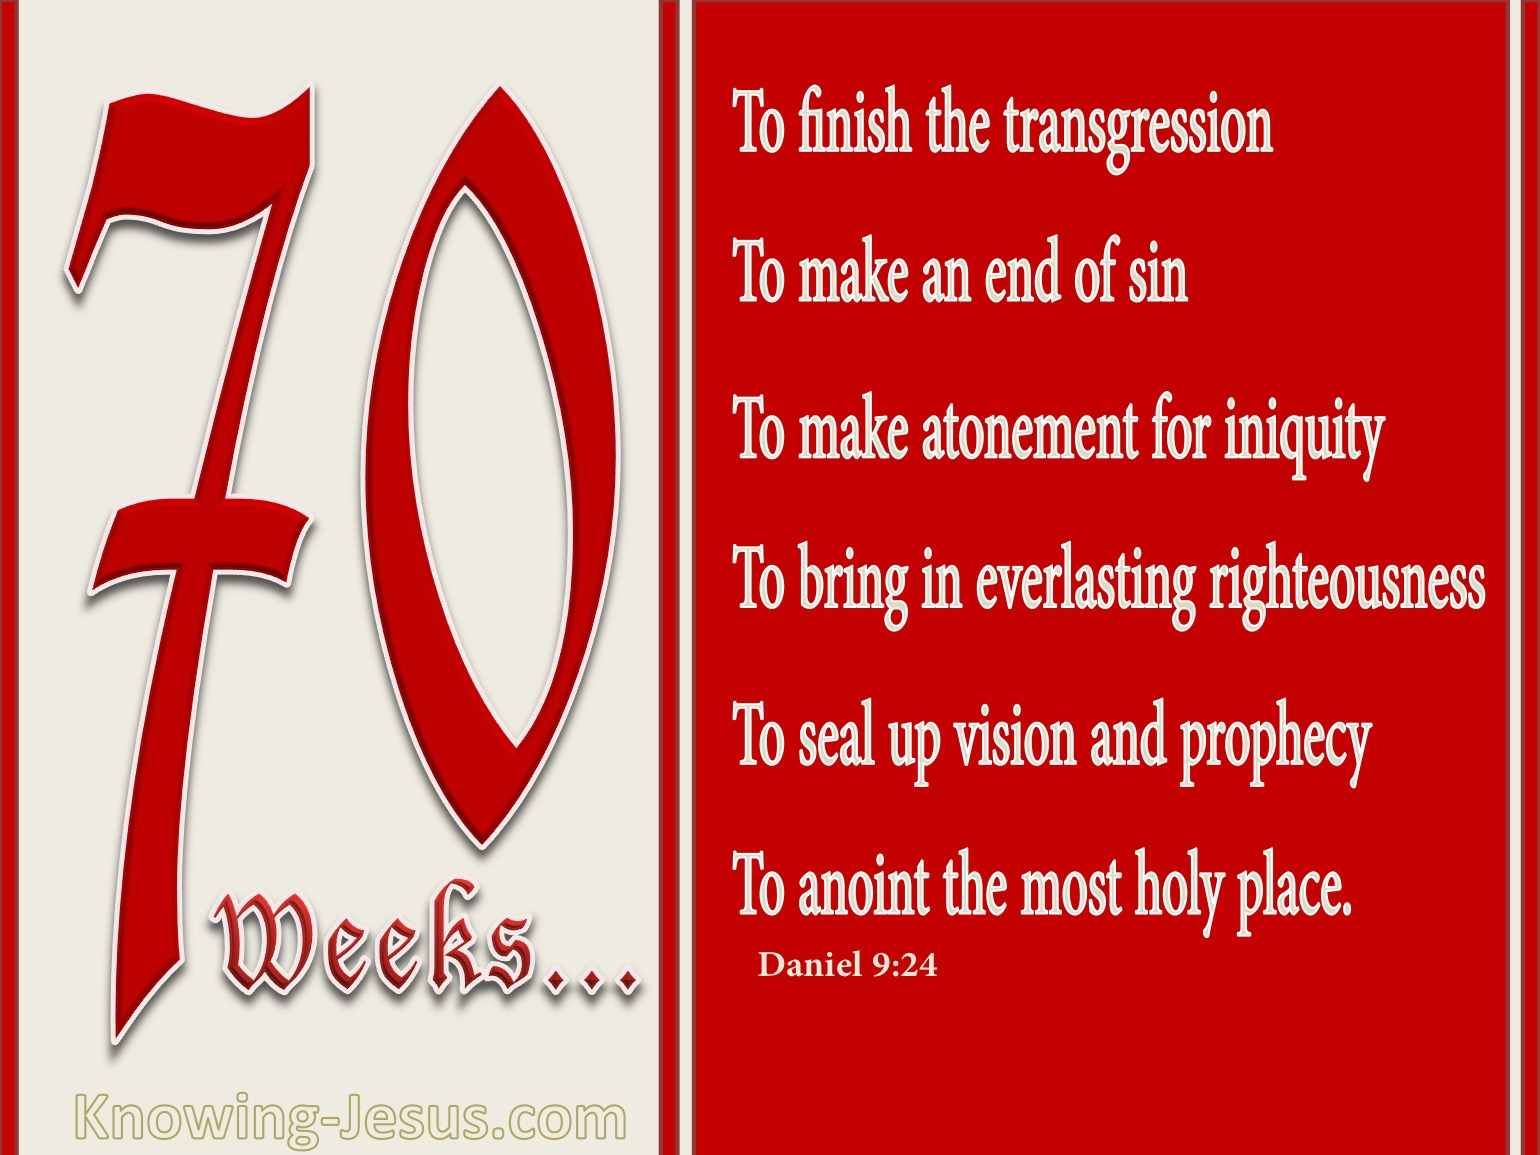 70
Weeks...
Knowing-Jesus.com
To finish the transgression
To make an end of sin
To make atonement for iniquity
To bring in everlasting righteousness
To seal up vision and prophecy
To anoint the most holy place.
Daniel 9:24